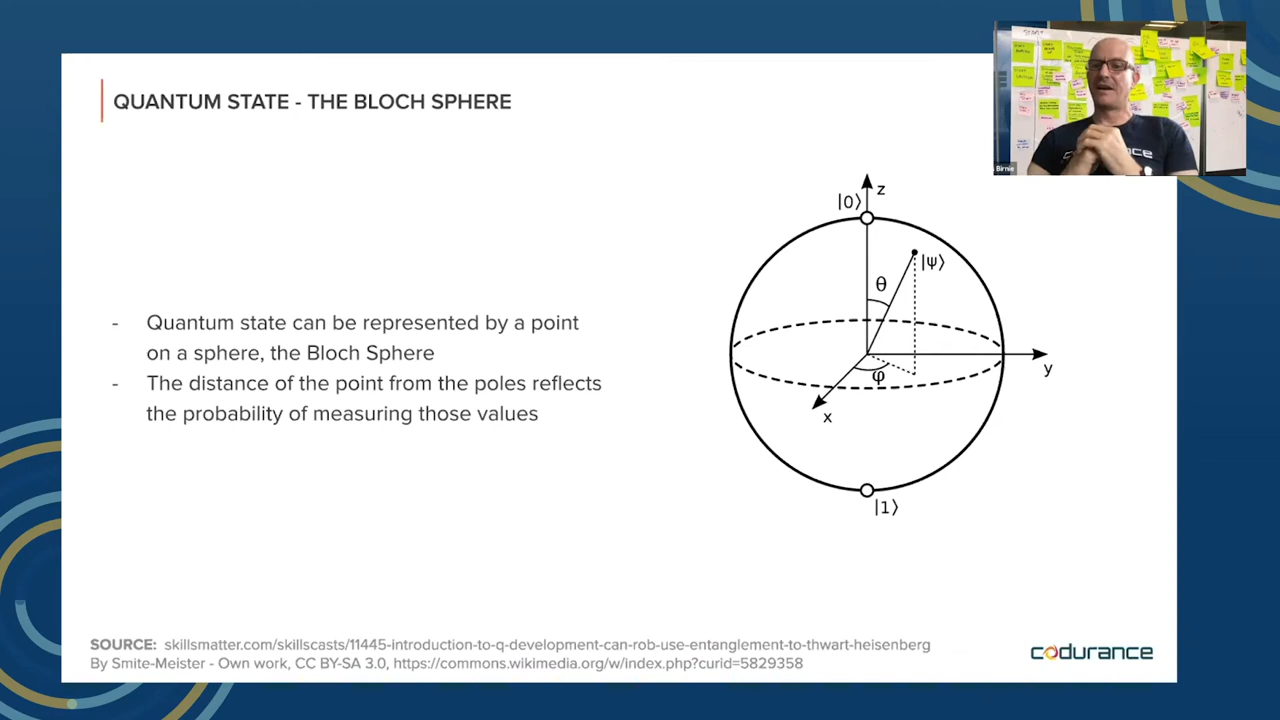 QUANTUM STATE - THE BLOCH SPHERE
- Quantum state can be represented by a point
on a sphere, the Bloch Sphere
- The distance of the point from the poles reflects
the probability of measuring those values
z
|0⟩
|ψ⟩
θ
φ
y
x
|1⟩
SOURCE: skillsmatter.com/skillscasts/11445-introduction-to-q-development-can-rob-use-entanglement-to-thwart-heisenberg
By Smite-Meister - Own work, CC BY-SA 3.0, https://commons.wikimedia.org/w/index.php?curid=5829358
codurance
Birnie